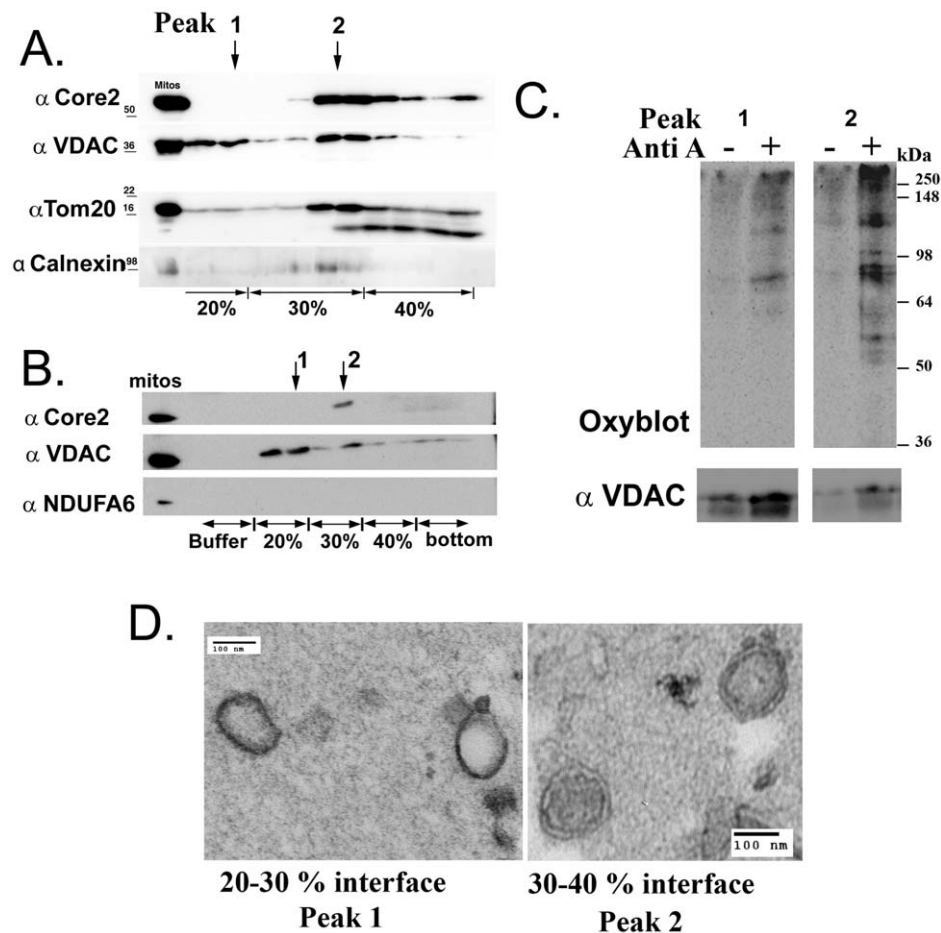 Peak 1 2
A.
Mitos
α Core2 50
α VDAC 36
22
αTom20 16
α Calnexin 98
20% 30% 40%
B.
1 2
mitos
α Core2
α VDAC
α NDUFA6
Buffer 20% 30% 40% bottom
C.
Peak 1 2
Anti A - + - + kDa
250
148
98
64
50
Oxyblot
36
α VDAC
D.
100 nm
100 nm
20-30 % interface
Peak 1
30-40 % interface
Peak 2